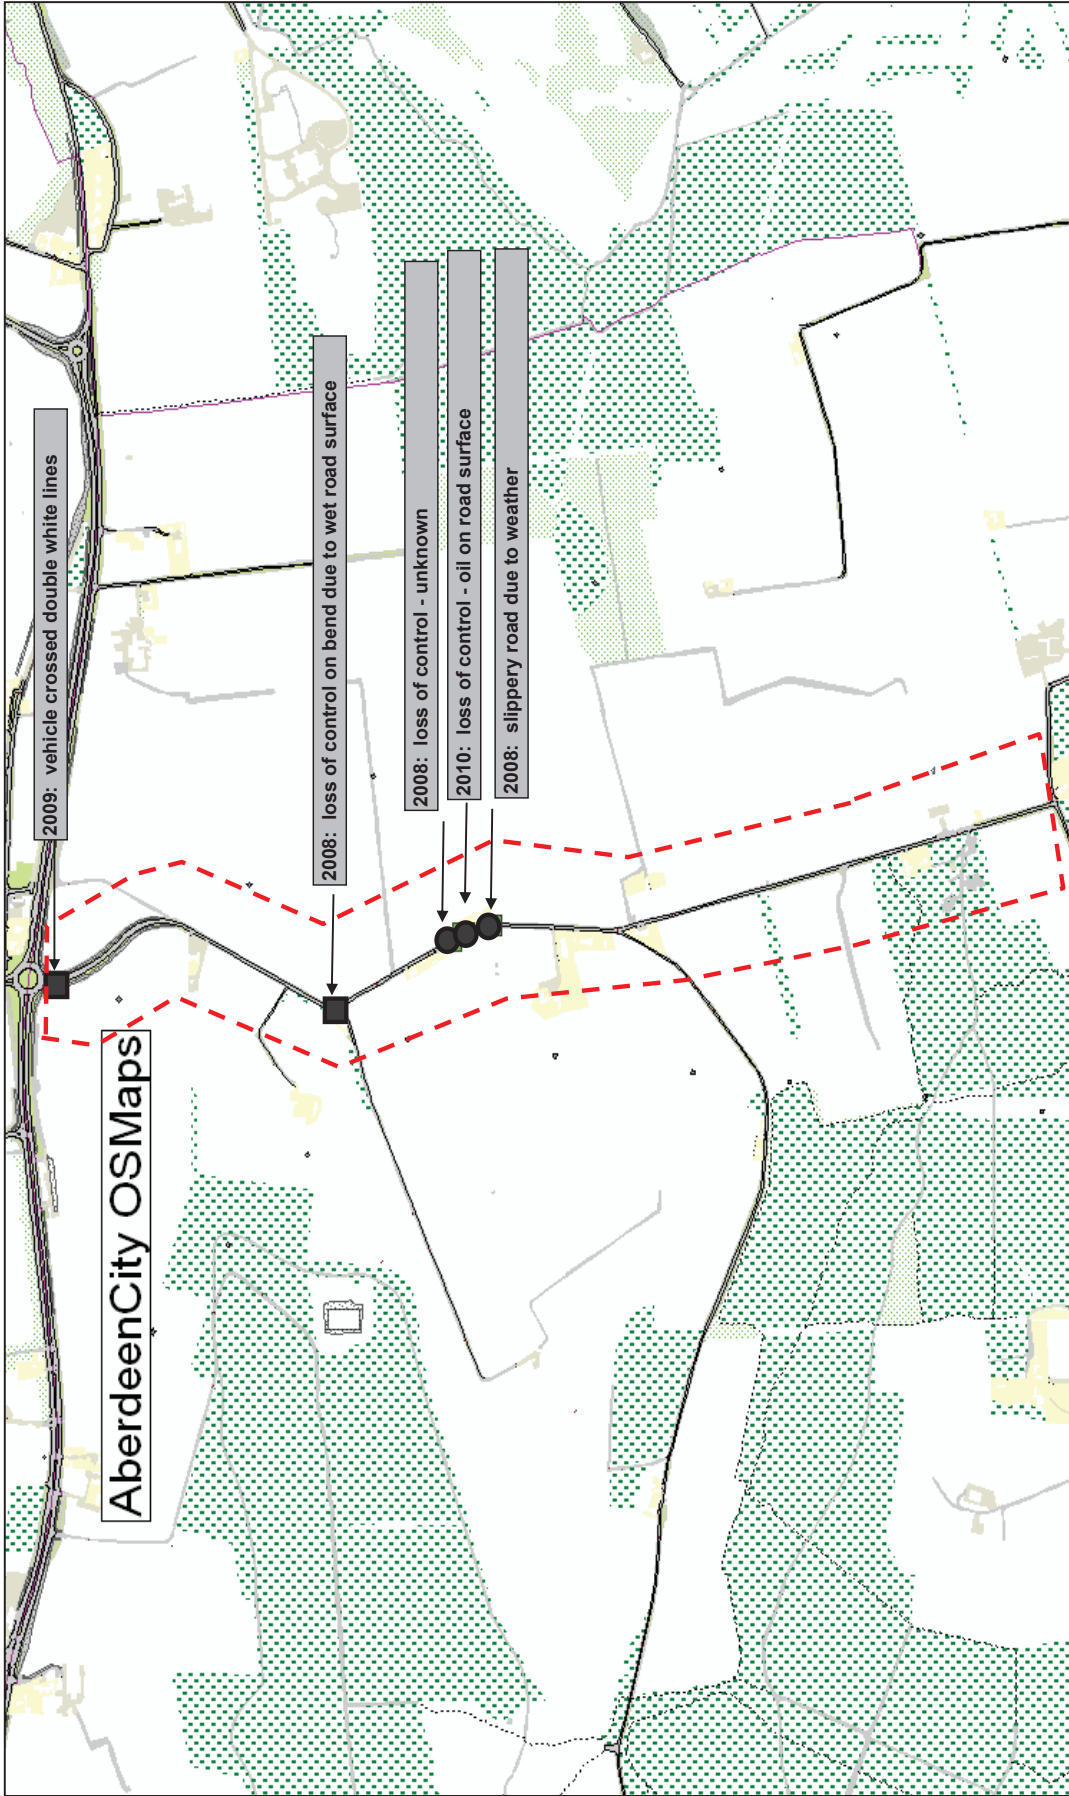 AberdeenCity OSMaps
2009: vehicle crossed double white lines
2008: loss of control on bend due to wet road surface
2008: loss of control - unknown
2010: loss of control - oil on road surface
2008: slippery road due to weather